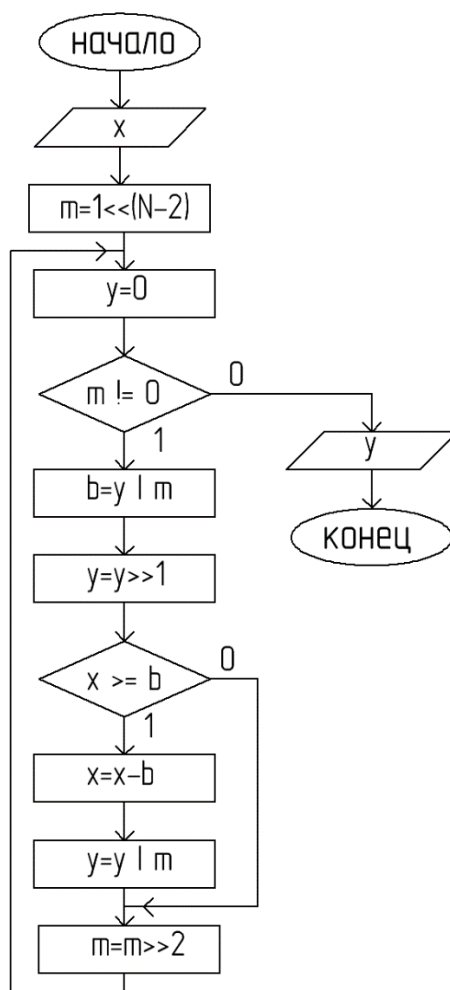 начало
x
m=1<<(N-2)
y=0
m != 0
0
1
y
b=y | m
конец
y=y>>1
0
x >= b
1
x=x-b
y=y | m
m=m>>2